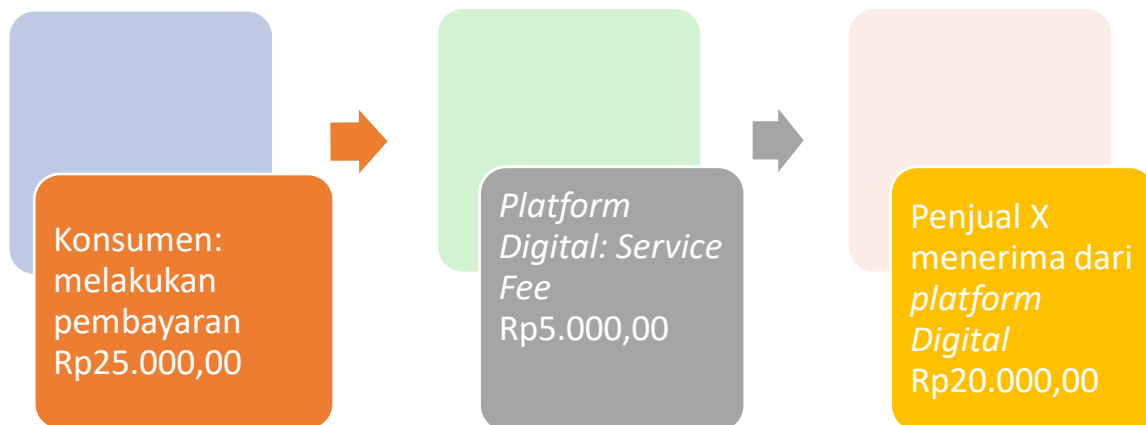 Konsumen:
melakukan
pembayaran
Rp25.000,00
Platform
Digital: Service
Fee
Rp5.000,00
Penjual X
menerima dari
platform
Digital
Rp20.000,00